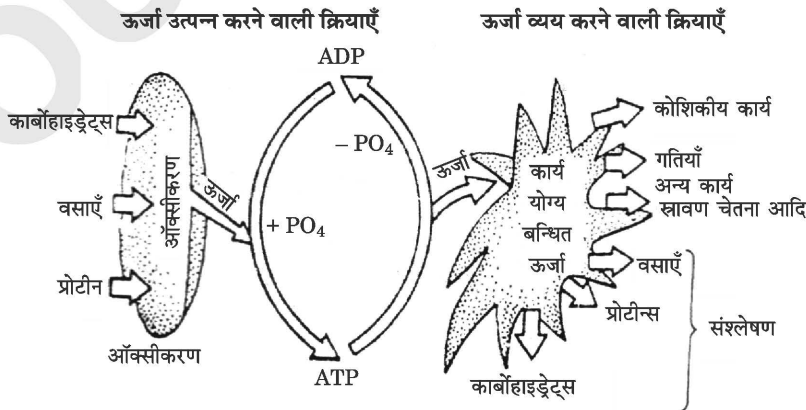 ऊर्जा उत्पन्न करने वाली क्रियाएँ
ऊर्जा व्यय करने वाली क्रियाएँ
ADP
कार्बोहाइड्रेट्स
वसाएँ
प्रोटीन
ऑक्सीकरण
ऑक्सीकरण
ऊर्जा
+ PO4
– PO4
ऊर्जा
ATP
कार्य
योग्य
बन्धित
ऊर्जा
कोशिकीय कार्य
गतियाँ
अन्य कार्य
स्रावण चेतना आदि
वसाएँ
प्रोटीन्स
कार्बोहाइड्रेट्स
संश्लेषण